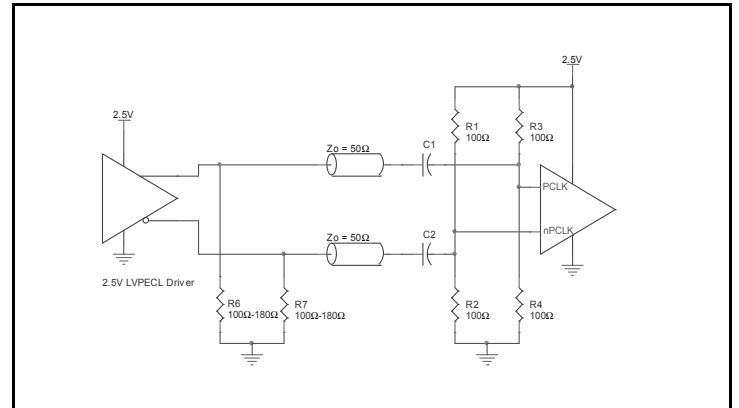 2.5V
2.5V
R1
100Ω
R3
100Ω
Zo = 50Ω
C1
PCLK
nPCLK
Zo = 50Ω
C2
2.5V LVPECL Driver
R6
100Ω-180Ω
R7
100Ω-180Ω
R2
100Ω
R4
100Ω